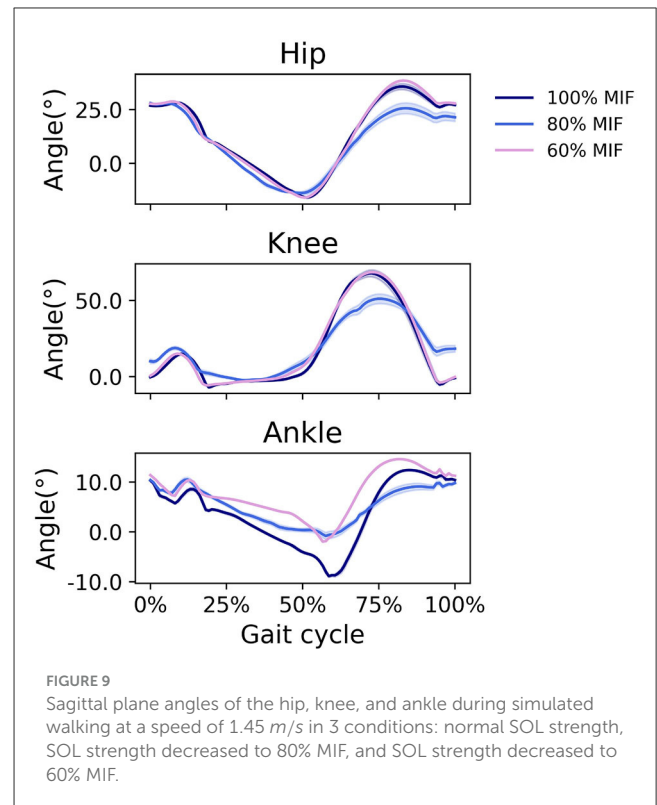 Hip
Angle(°)
25.0
0.0
100% MIF
80% MIF
60% MIF
Knee
Angle(°)
50.0
0.0
Ankle
Angle(°)
10.0
0.0
-10.0
0% 25% 50% 75% 100%
Gait cycle
FIGURE 9
Sagittal plane angles of the hip, knee, and ankle during simulated
walking at a speed of 1.45 m/s in 3 conditions: normal SOL strength,
SOL strength decreased to 80% MIF, and SOL strength decreased to
60% MIF.